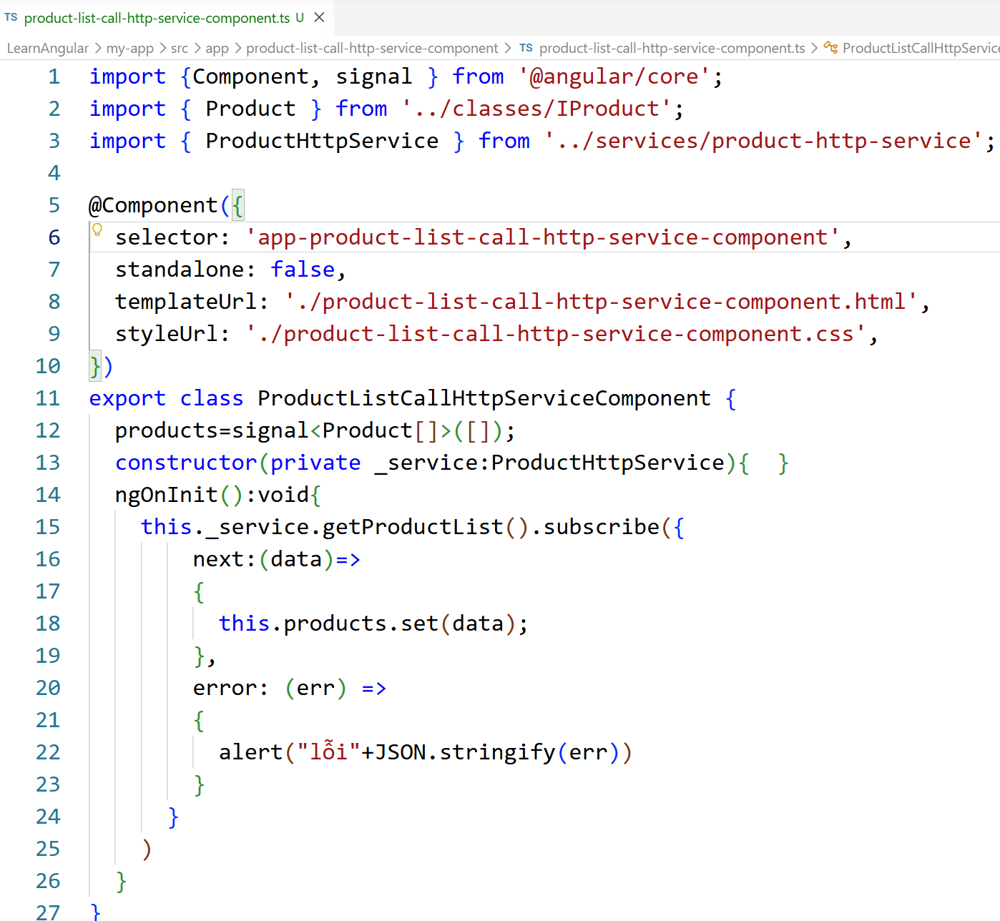 TS product-list-call-http-service-component.ts U ×
LearnAngular > my-app > src > app > product-list-call-http-service-component > TS product-list-call-http-service-component.ts > ProductListCallHttpService
1 import {Component, signal } from '@angular/core';
2 import { Product } from '../classes/IProduct';
3 import { ProductHttpService } from '../services/product-http-service';
4
5 @Component({
6   selector: 'app-product-list-call-http-service-component',
7   standalone: false,
8   templateUrl: './product-list-call-http-service-component.html',
9   styleUrl: './product-list-call-http-service-component.css',
10 })
11 export class ProductListCallHttpServiceComponent {
12   products=signal<Product[]>([]);
13   constructor(private _service:ProductHttpService){  }
14   ngOnInit():void{
15     this._service.getProductList().subscribe({
16         next:(data)=>
17         {
18           this.products.set(data);
19         },
20         error: (err) =>
21         {
22           alert("lỗi"+JSON.stringify(err))
23         }
24       }
25     )
26   }
27 }